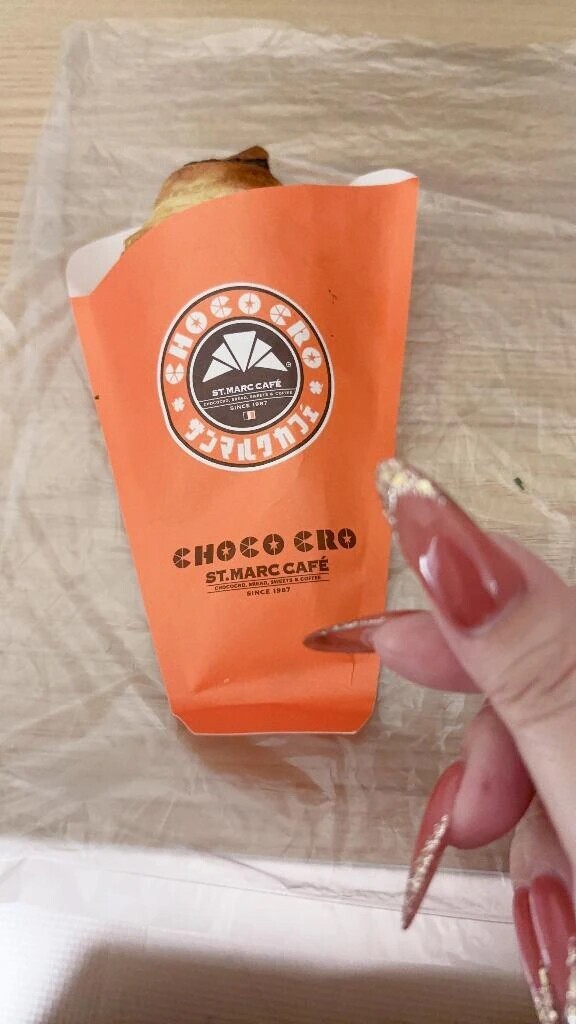 CHOCO CRO
ST.MARC CAFÉ
CHOCOCRO, BREAD, SWEETS & COFFEE
SINCE 1987
サンマルクカフェ
CHOCO CRO
ST.MARC CAFÉ
CHOCOCRO, BREAD, SWEETS & COFFEE
SINCE 1987